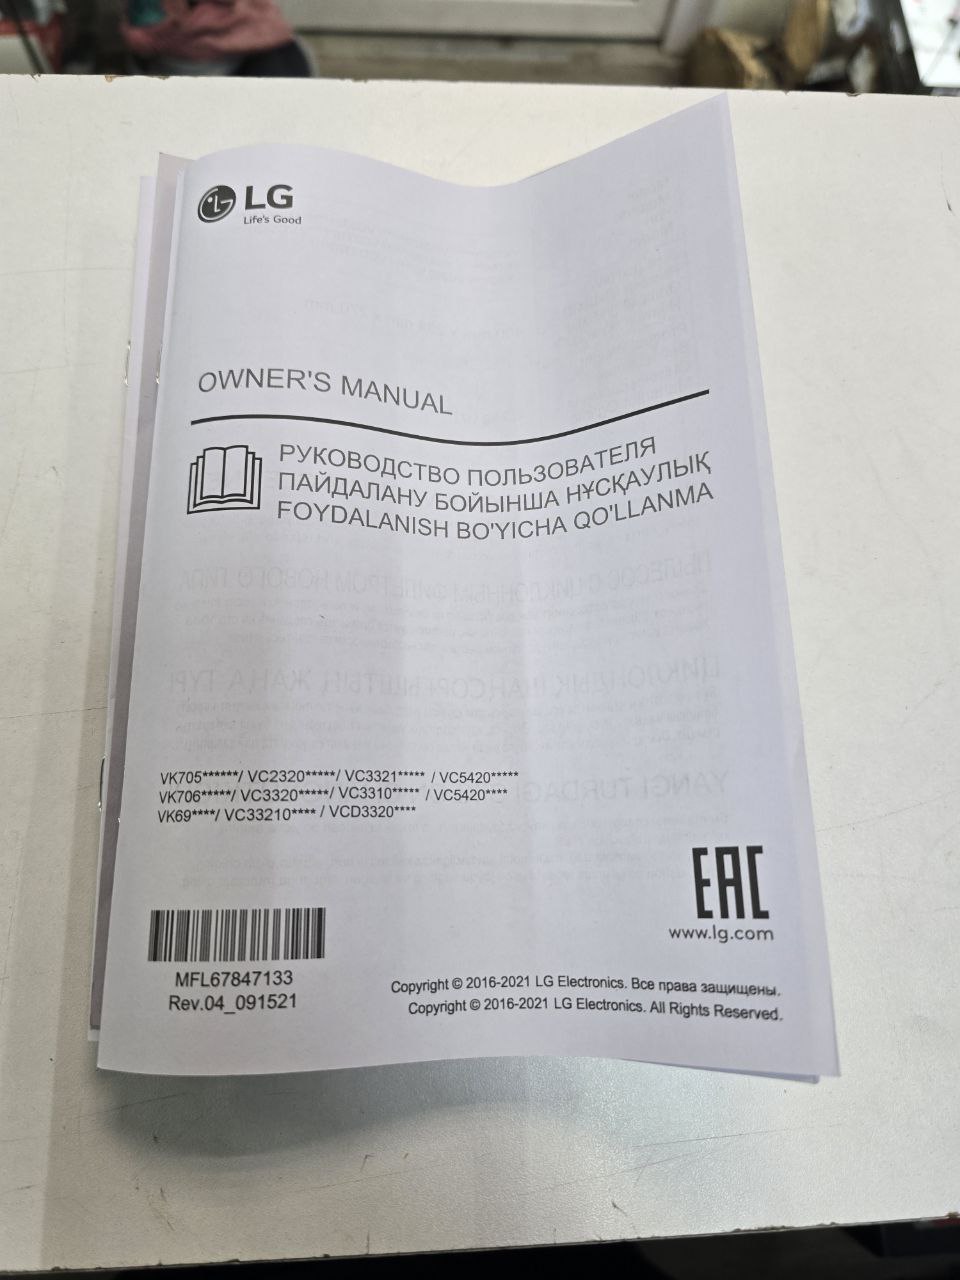 LG
Life's Good
OWNER'S MANUAL
РУКОВОДСТВО ПОЛЬЗОВАТЕЛЯ
ПАЙДАЛАНУ БОЙЫНША НҰСҚАУЛЫҚ
FOYDALANISH BO'YICHA QO'LLANMA
VK705******/ VC2320*****/ VC3321***** / VC5420*****
VK706*****/ VC3320*****/ VC3310***** / VC5420****
VK69****/ VC33210**** / VCD3320****
EAC
www.lg.com
MFL67847133
Rev.04_091521
Copyright © 2016-2021 LG Electronics. Все права защищены.
Copyright © 2016-2021 LG Electronics. All Rights Reserved.